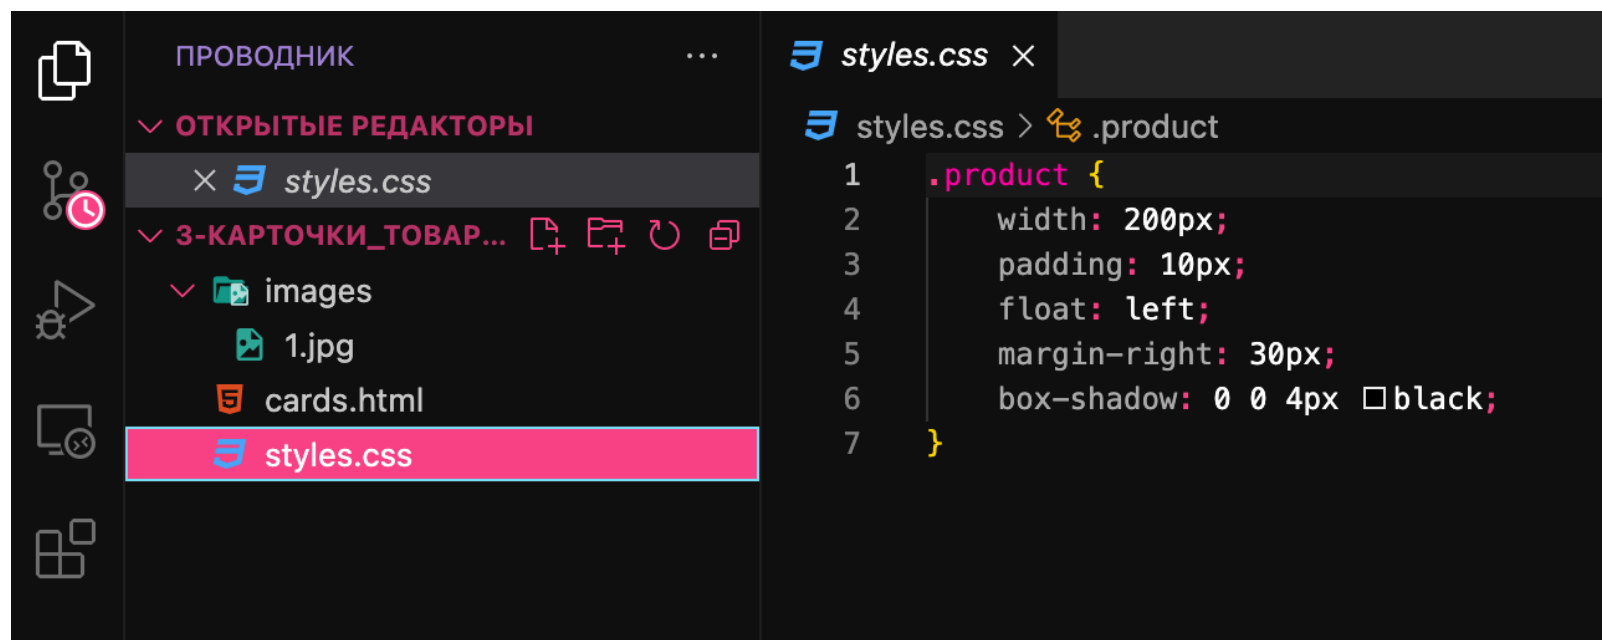 ПРОВОДНИК
ОТКРЫТЫЕ РЕДАКТОРЫ
styles.css
3-КАРТОЧКИ_ТОВАР...
images
1.jpg
cards.html
styles.css
styles.css
styles.css > .product
1 .product {
2 width: 200px;
3 padding: 10px;
4 float: left;
5 margin-right: 30px;
6 box-shadow: 0 0 4px black;
7 }